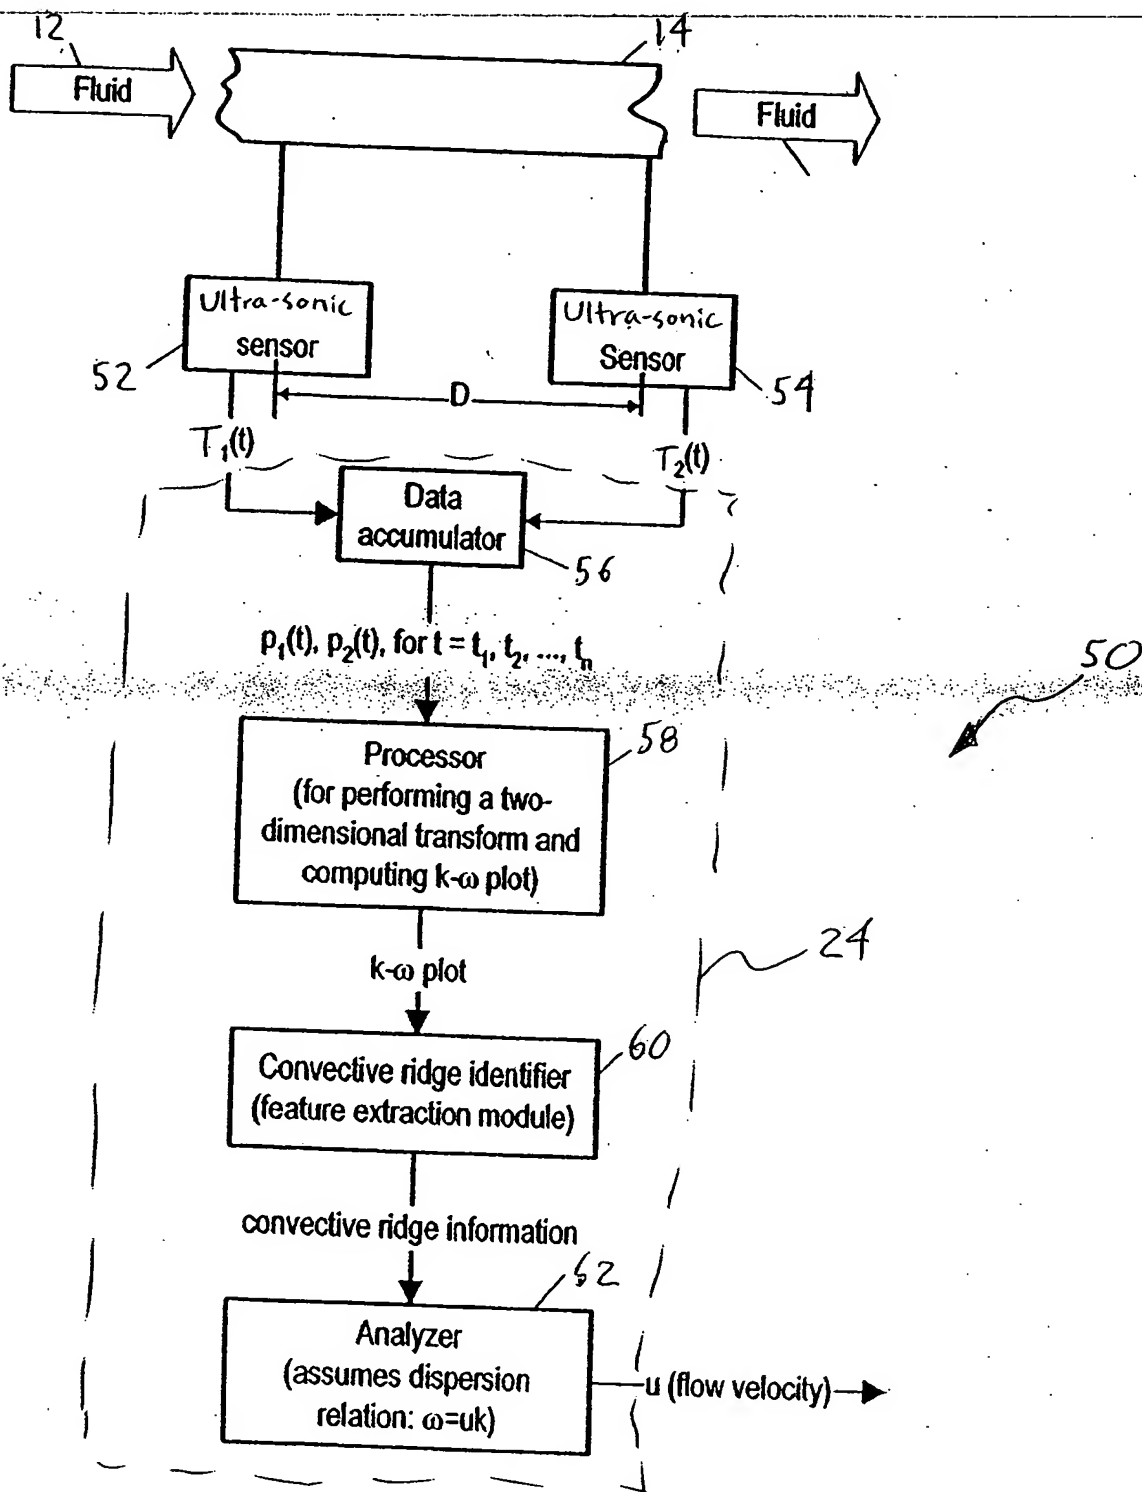 12
14
Fluid
Fluid
Ultra-sonic
sensor
Ultra-sonic
Sensor
52
54
D
T₁(t)
T₂(t)
Data
accumulator
56
p₁(t), p₂(t), for t = t₁, t₂, ..., tₙ
50
58
Processor
(for performing a two-
dimensional transform and
computing k-ω plot)
24
k-ω plot
60
Convective ridge identifier
(feature extraction module)
convective ridge information
62
Analyzer
(assumes dispersion
relation: ω=uk)
u (flow velocity)